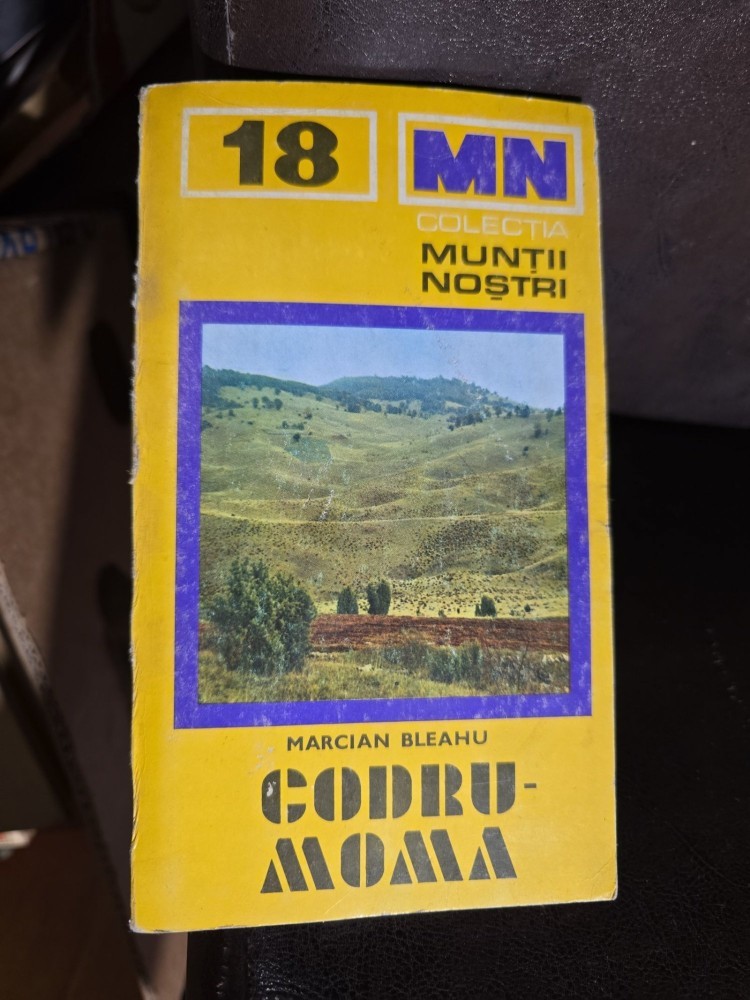 18
MN
COLECȚIA
MUNȚII
NOȘTRI
MARCIAN BLEAHU
CODRU-
MOMA